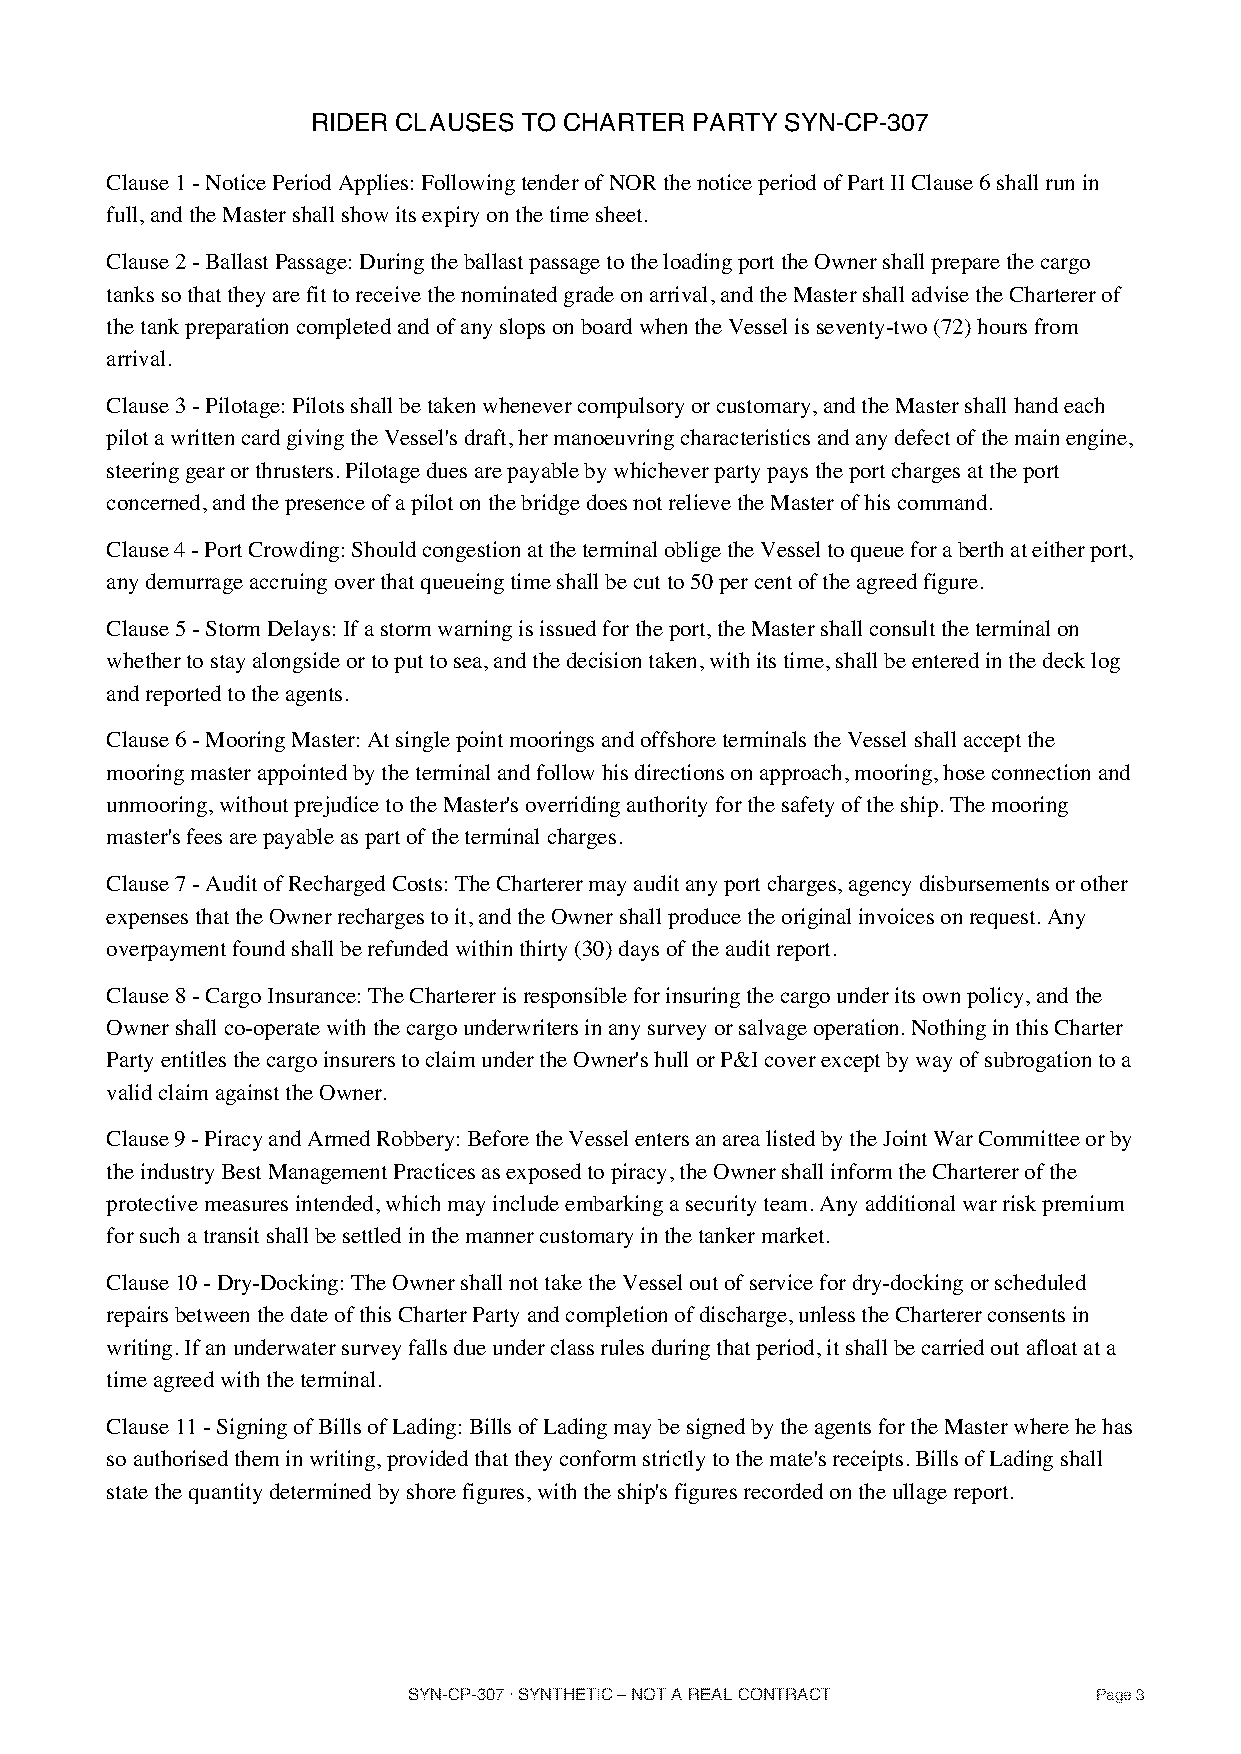 RIDER CLAUSES TO CHARTER PARTY SYN-CP-307
Clause 1 - Notice Period Applies: Following tender of NOR the notice period of Part II Clause 6 shall run in
full, and the Master shall show its expiry on the time sheet.
Clause 2 - Ballast Passage: During the ballast passage to the loading port the Owner shall prepare the cargo
tanks so that they are fit to receive the nominated grade on arrival, and the Master shall advise the Charterer of
the tank preparation completed and of any slops on board when the Vessel is seventy-two (72) hours from
arrival.
Clause 3 - Pilotage: Pilots shall be taken whenever compulsory or customary, and the Master shall hand each
pilot a written card giving the Vessel's draft, her manoeuvring characteristics and any defect of the main engine,
steering gear or thrusters. Pilotage dues are payable by whichever party pays the port charges at the port
concerned, and the presence of a pilot on the bridge does not relieve the Master of his command.
Clause 4 - Port Crowding: Should congestion at the terminal oblige the Vessel to queue for a berth at either port,
any demurrage accruing over that queueing time shall be cut to 50 per cent of the agreed figure.
Clause 5 - Storm Delays: If a storm warning is issued for the port, the Master shall consult the terminal on
whether to stay alongside or to put to sea, and the decision taken, with its time, shall be entered in the deck log
and reported to the agents.
Clause 6 - Mooring Master: At single point moorings and offshore terminals the Vessel shall accept the
mooring master appointed by the terminal and follow his directions on approach, mooring, hose connection and
unmooring, without prejudice to the Master's overriding authority for the safety of the ship. The mooring
master's fees are payable as part of the terminal charges.
Clause 7 - Audit of Recharged Costs: The Charterer may audit any port charges, agency disbursements or other
expenses that the Owner recharges to it, and the Owner shall produce the original invoices on request. Any
overpayment found shall be refunded within thirty (30) days of the audit report.
Clause 8 - Cargo Insurance: The Charterer is responsible for insuring the cargo under its own policy, and the
Owner shall co-operate with the cargo underwriters in any survey or salvage operation. Nothing in this Charter
Party entitles the cargo insurers to claim under the Owner's hull or P&I cover except by way of subrogation to a
valid claim against the Owner.
Clause 9 - Piracy and Armed Robbery: Before the Vessel enters an area listed by the Joint War Committee or by
the industry Best Management Practices as exposed to piracy, the Owner shall inform the Charterer of the
protective measures intended, which may include embarking a security team. Any additional war risk premium
for such a transit shall be settled in the manner customary in the tanker market.
Clause 10 - Dry-Docking: The Owner shall not take the Vessel out of service for dry-docking or scheduled
repairs between the date of this Charter Party and completion of discharge, unless the Charterer consents in
writing. If an underwater survey falls due under class rules during that period, it shall be carried out afloat at a
time agreed with the terminal.
Clause 11 - Signing of Bills of Lading: Bills of Lading may be signed by the agents for the Master where he has
so authorised them in writing, provided that they conform strictly to the mate's receipts. Bills of Lading shall
state the quantity determined by shore figures, with the ship's figures recorded on the ullage report.
SYN-CP-307 · SYNTHETIC – NOT A REAL CONTRACT
Page 3